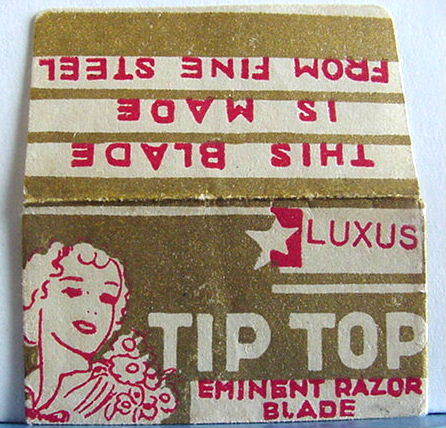 THIS BLADE
IS MADE
FROM FINE STEEL
LUXUS
TIP TOP
EMINENT RAZOR
BLADE